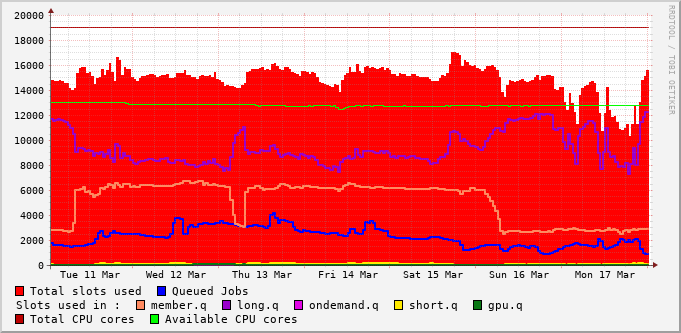 20000
18000
16000
14000
12000
10000
8000
6000
4000
2000
0
Tue 11 Mar Wed 12 Mar Thu 13 Mar Fri 14 Mar Sat 15 Mar Sun 16 Mar Mon 17 Mar
Total slots used Queued Jobs
Slots used in : member.q long.q ondemand.q short.q gpu.q
Total CPU cores Available CPU cores
RRDTOOL / TOBI OETIKER